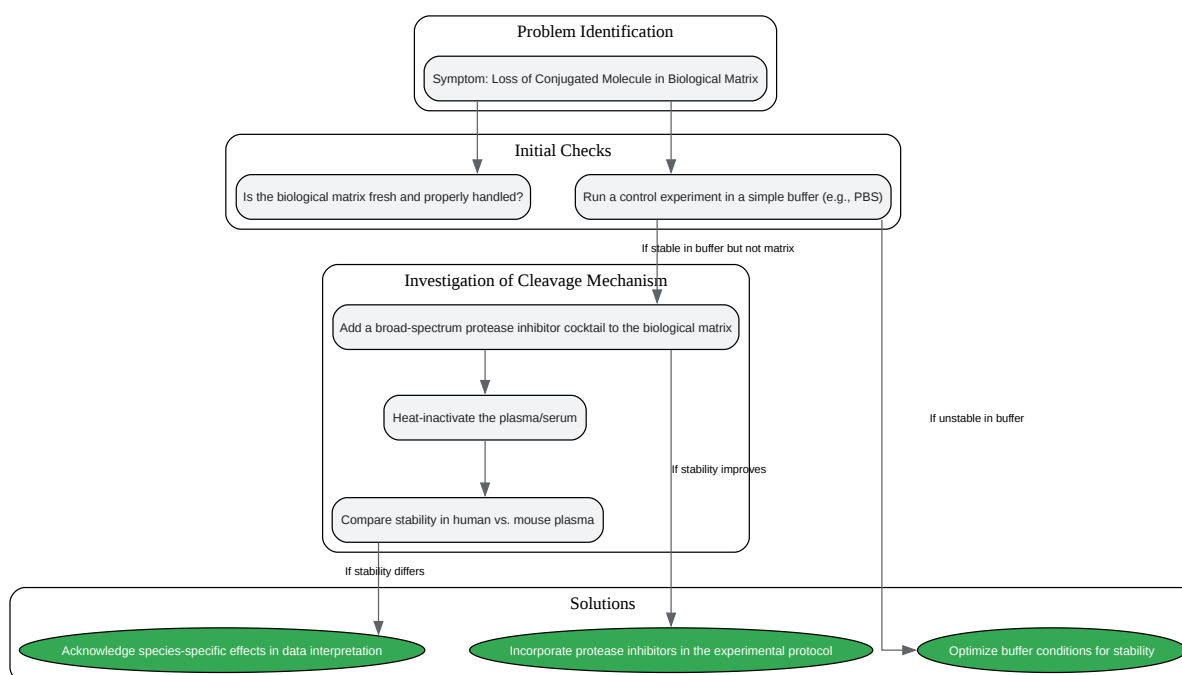 Problem Identification
Symptom: Loss of Conjugated Molecule in Biological Matrix
Initial Checks
Is the biological matrix fresh and properly handled?
Run a control experiment in a simple buffer (e.g., PBS)
If stable in buffer but not matrix
Investigation of Cleavage Mechanism
Add a broad-spectrum protease inhibitor cocktail to the biological matrix
Heat-inactivate the plasma/serum
If unstable in buffer
If stability improves
Compare stability in human vs. mouse plasma
If stability differs
Solutions
Acknowledge species-specific effects in data interpretation
Incorporate protease inhibitors in the experimental protocol
Optimize buffer conditions for stability